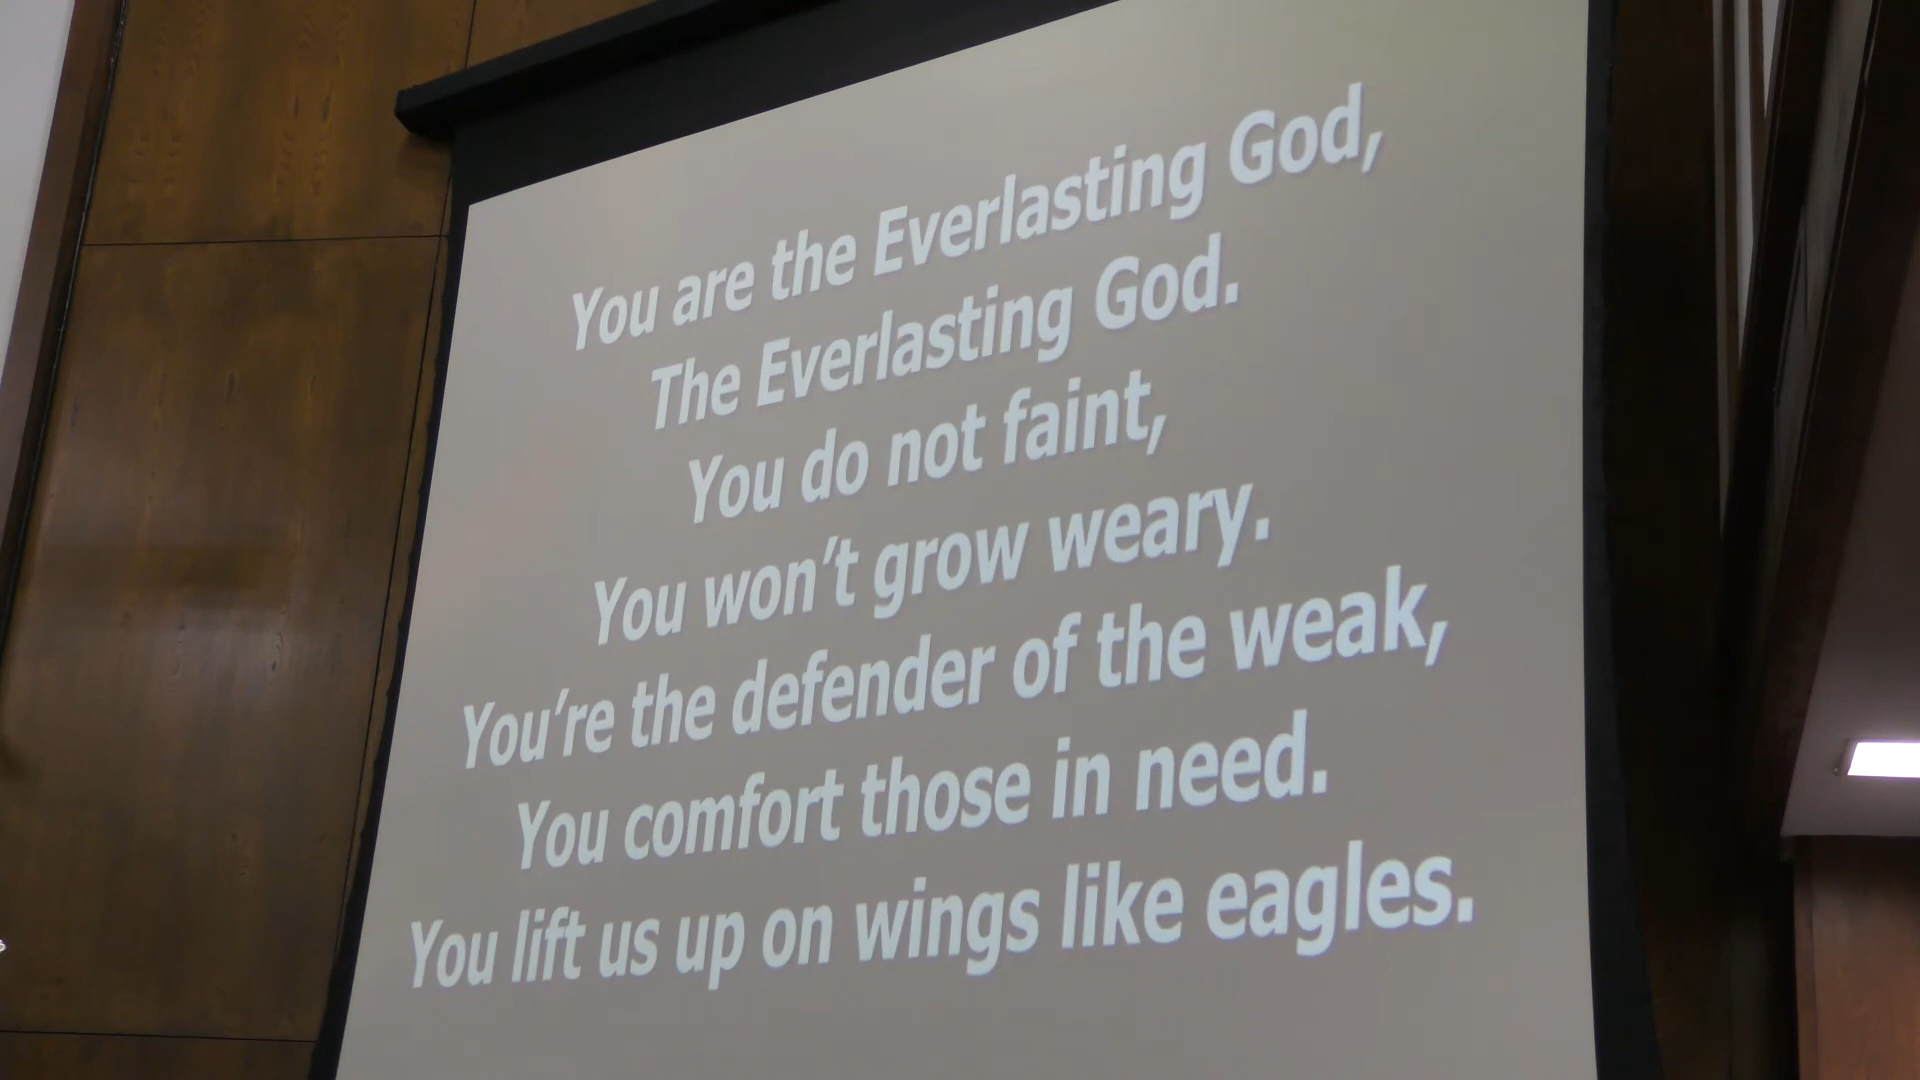 You are the Everlasting God,
The Everlasting God.
You do not faint,
You won't grow weary.
You're the defender of the weak,
You comfort those in need.
You lift us up on wings like eagles.